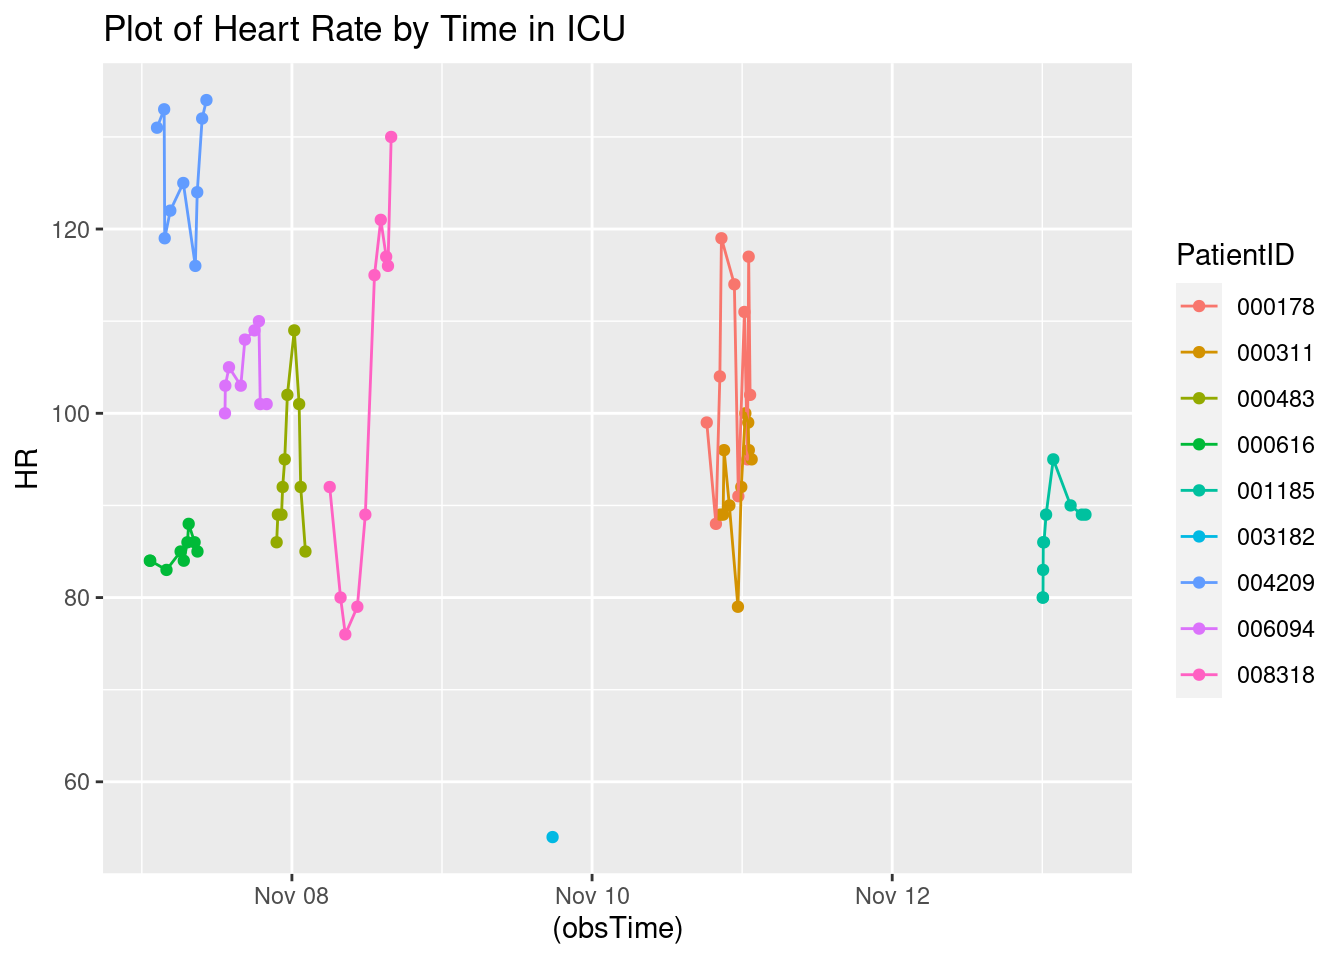 Plot of Heart Rate by Time in ICU
HR
120
100
80
60
Nov 08
Nov 10
Nov 12
(obsTime)
PatientID
000178
000311
000483
000616
001185
003182
004209
006094
008318